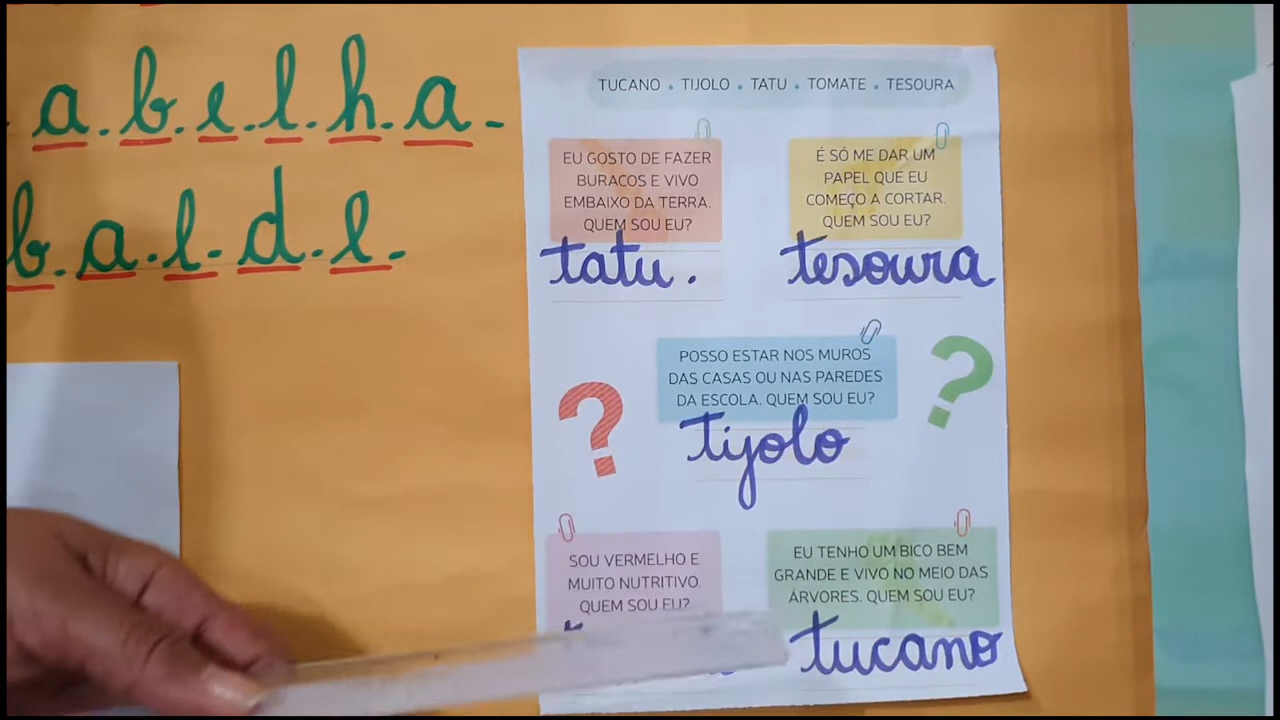 a.b.e.l.h.a.
b.a.l.d.e.
TUCANO . TIJOLO . TATU . TOMATE . TESOURA
EU GOSTO DE FAZER
BURACOS E VIVO
EMBAIXO DA TERRA.
QUEM SOU EU?
tatu.
É SÓ ME DAR UM
PAPEL QUE EU
COMEÇO A CORTAR.
QUEM SOU EU?
tesoura
POSSO ESTAR NOS MUROS
DAS CASAS OU NAS PAREDES
DA ESCOLA. QUEM SOU EU?
tijolo
?
?
SOU VERMELHO E
MUITO NUTRITIVO.
QUEM SOU EU?
EU TENHO UM BICO BEM
GRANDE E VIVO NO MEIO DAS
ÁRVORES. QUEM SOU EU?
tucano